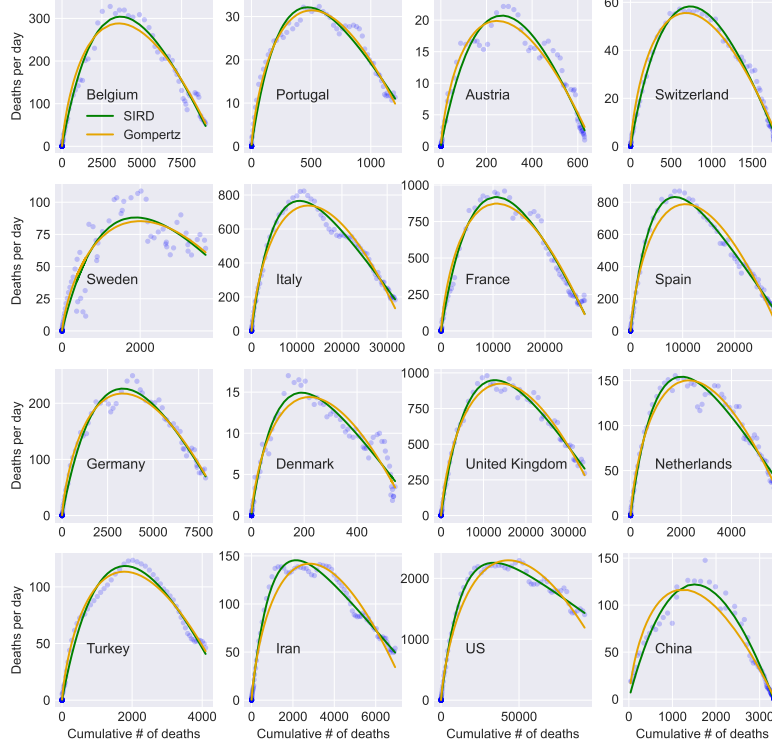 300
200
100
0
Deaths per day
Belgium
SIRD
Gompertz
0 2500 5000 7500
30
20
10
0
Portugal
0 500 1000
20
15
10
5
0
Austria
0 200 400 600
60
40
20
0
Switzerland
0 500 1000 1500
100
75
50
25
0
Deaths per day
Sweden
0 2000
800
600
400
200
0
Italy
0 10000 20000 30000
1000
750
500
250
0
France
0 10000 20000
800
600
400
200
0
Spain
0 10000 20000
200
100
0
Deaths per day
Germany
0 2500 5000 7500
15
10
5
0
Denmark
0 200 400
1000
750
500
250
0
United Kingdom
0 10000 20000 30000
150
100
50
0
Netherlands
0 2000 4000
100
50
0
Deaths per day
Turkey
0 2000 4000
Cumulative # of deaths
150
100
50
0
Iran
0 2000 4000 6000
Cumulative # of deaths
2000
1000
0
US
0 50000
Cumulative # of deaths
150
100
50
0
China
0 1000 2000 3000
Cumulative # of deaths